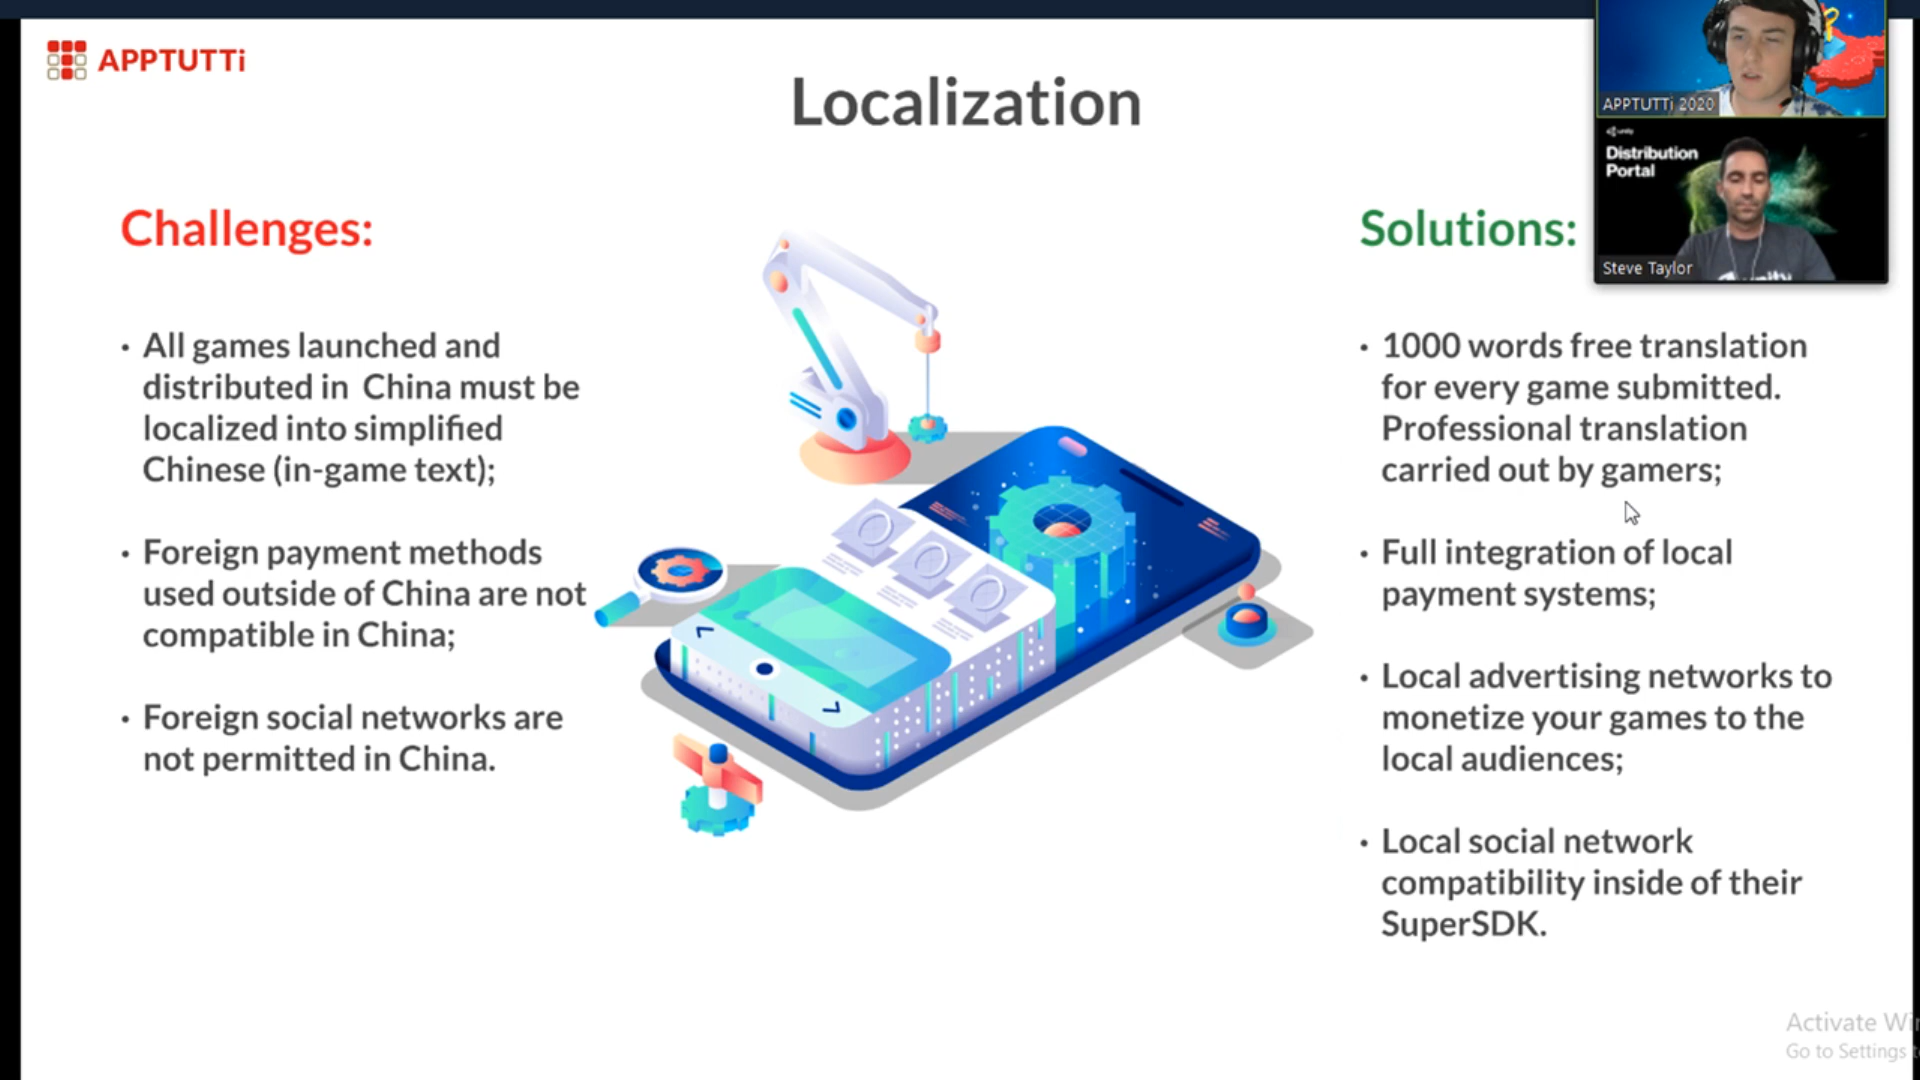 APPTUTTi
Localization
APPTUTTi 2020
unity
Distribution
Portal
Steve Taylor
Challenges:
• All games launched and
distributed in China must be
localized into simplified
Chinese (in-game text);
• Foreign payment methods
used outside of China are not
compatible in China;
• Foreign social networks are
not permitted in China.
Solutions:
• 1000 words free translation
for every game submitted.
Professional translation
carried out by gamers;
• Full integration of local
payment systems;
• Local advertising networks to
monetize your games to the
local audiences;
• Local social network
compatibility inside of their
SuperSDK.
Activate Wi
Go to Settings